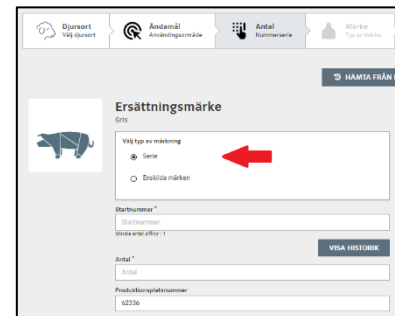 Djursort
Välj djursort
Ändamål
Användningsområde
Antal
Nummerserie
Märke
Typ av märke
HÄMTA FRÅN
Ersättningsmärke
Gris
Välj typ av märkning
Serie
Enskilda märken
Startnummer *
Startnummer
Minsta antal siffror : 1
VISA HISTORIK
Antal *
Antal
Produktionsplatsnummer
62536